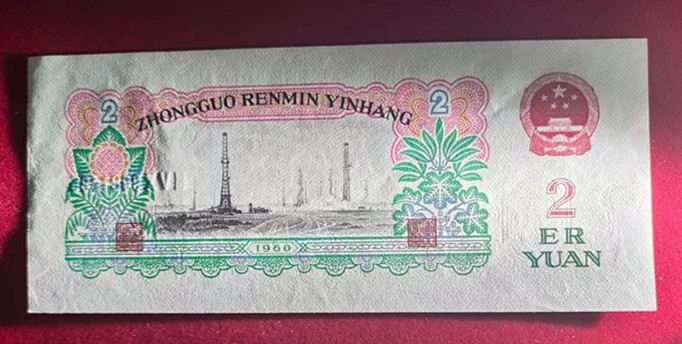 2
ZHONGGUO RENMIN YINHANG
2
1960
2
ER
YUAN